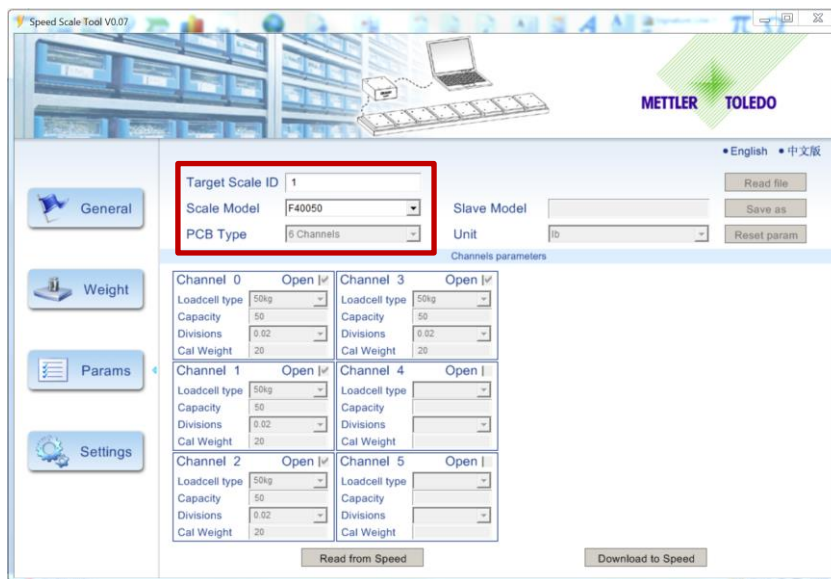 Speed Scale Tool V0.07
METTLER TOLEDO
•English •中文版
General
Weight
Params
Settings
Target Scale ID 1
Read file
Scale Model F40050 Slave Model Save as
PCB Type 6 Channels Unit lb Reset param
Channels parameters
Channel 0 Open Channel 3 Open
Loadcell type 50kg Loadcell type 50kg
Capacity 50 Capacity 50
Divisions 0.02 Divisions 0.02
Cal Weight 20 Cal Weight 20
Channel 1 Open Channel 4 Open
Loadcell type 50kg Loadcell type
Capacity 50 Capacity
Divisions 0.02 Divisions
Cal Weight 20 Cal Weight
Channel 2 Open Channel 5 Open
Loadcell type 50kg Loadcell type
Capacity 50 Capacity
Divisions 0.02 Divisions
Cal Weight 20 Cal Weight
Read from Speed Download to Speed